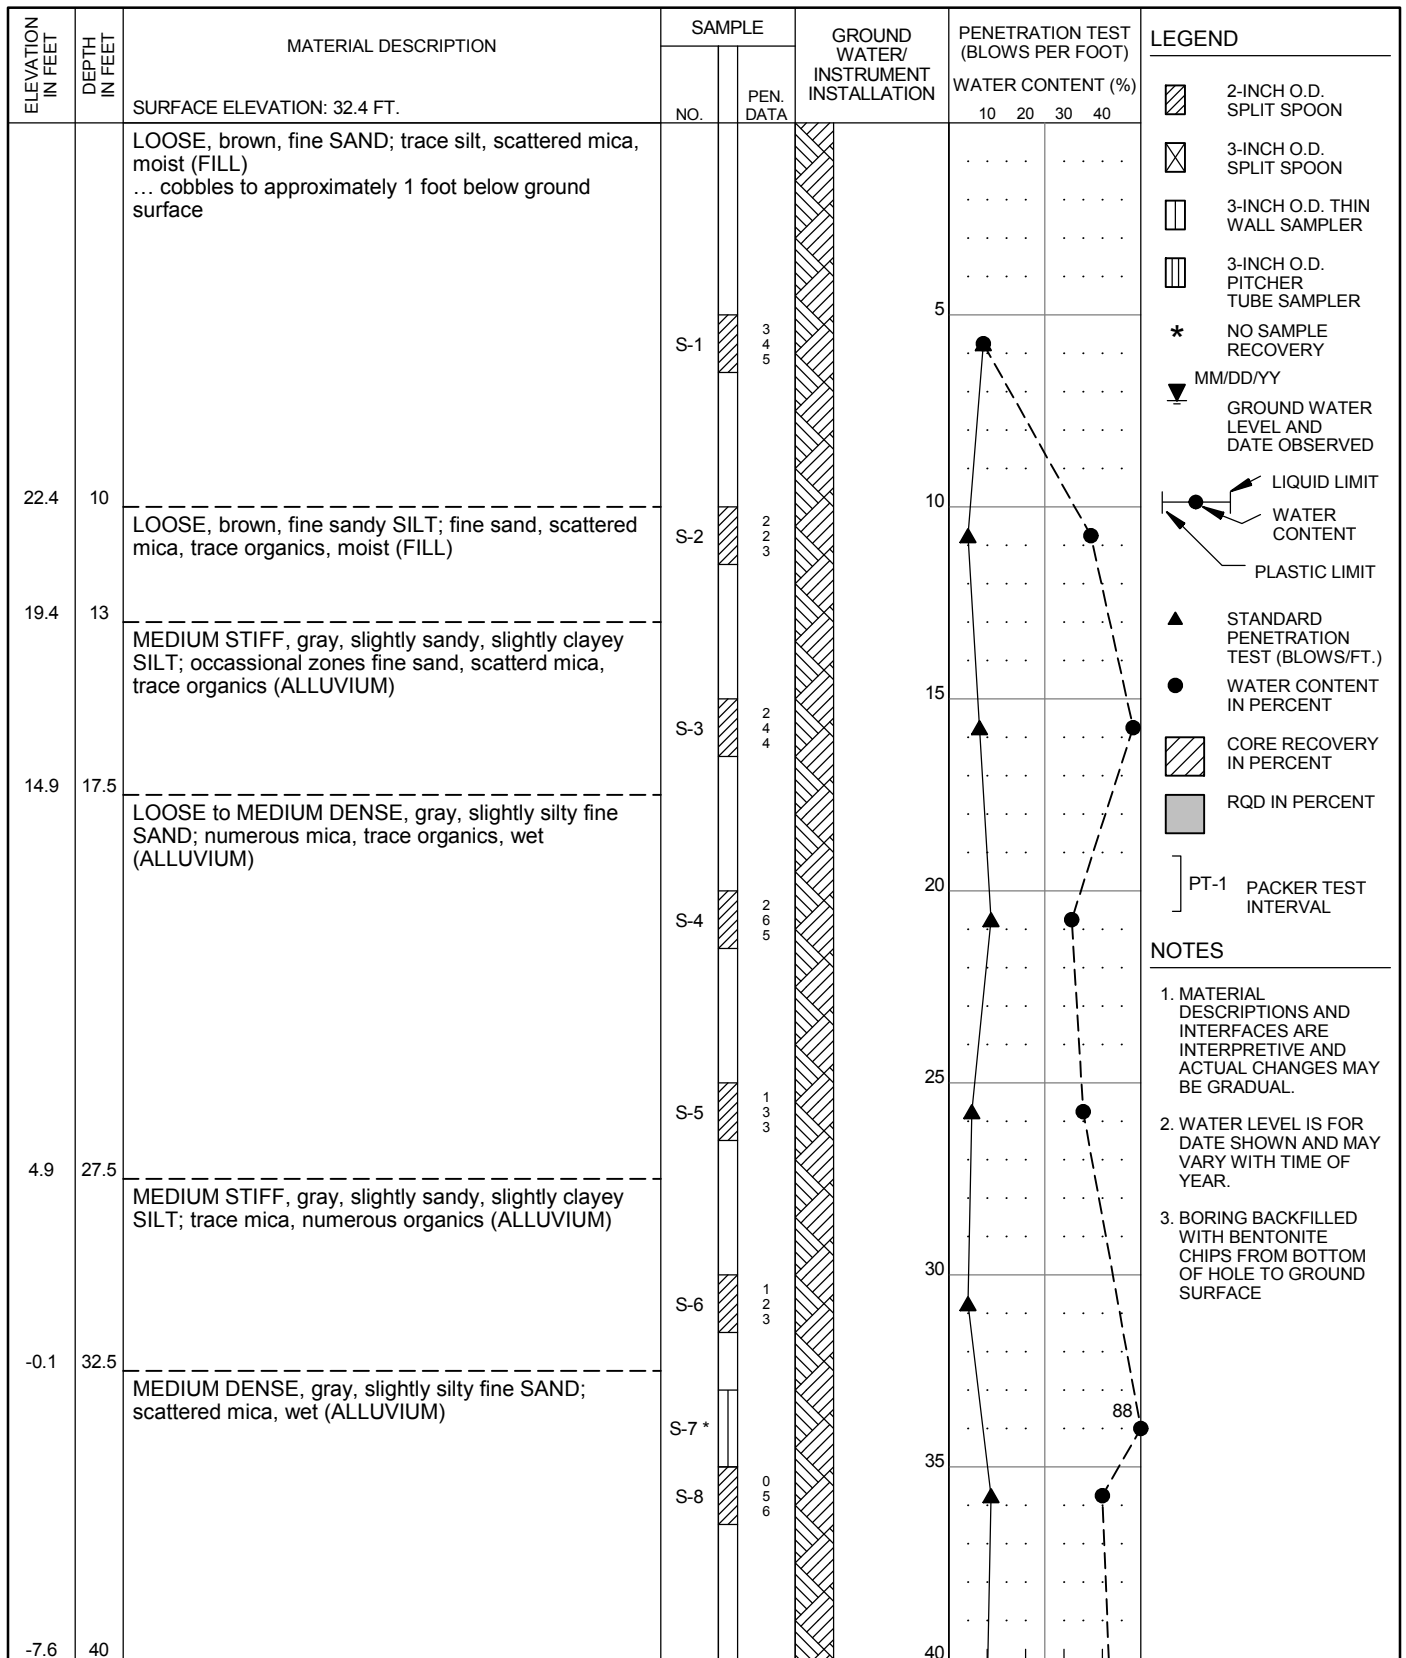 ELEVATION
IN FEET
DEPTH
IN FEET
MATERIAL DESCRIPTION
SURFACE ELEVATION: 32.4 FT.
SAMPLE
NO.
PEN.
DATA
GROUND
WATER/
INSTRUMENT
INSTALLATION
PENETRATION TEST
(BLOWS PER FOOT)
WATER CONTENT (%)
10 20 30 40
LOOSE, brown, fine SAND; trace silt, scattered mica,
moist (FILL)
… cobbles to approximately 1 foot below ground
surface
5
S-1
3
4
5
22.4 10
10
LOOSE, brown, fine sandy SILT; fine sand, scattered
mica, trace organics, moist (FILL)
S-2
2
2
3
19.4 13
MEDIUM STIFF, gray, slightly sandy, slightly clayey
SILT; occassional zones fine sand, scatterd mica,
trace organics (ALLUVIUM)
15
S-3
2
4
4
14.9 17.5
LOOSE to MEDIUM DENSE, gray, slightly silty fine
SAND; numerous mica, trace organics, wet
(ALLUVIUM)
20
S-4
2
6
5
25
S-5
1
3
3
4.9 27.5
MEDIUM STIFF, gray, slightly sandy, slightly clayey
SILT; trace mica, numerous organics (ALLUVIUM)
30
S-6
1
2
3
-0.1 32.5
MEDIUM DENSE, gray, slightly silty fine SAND;
scattered mica, wet (ALLUVIUM)
S-7 *
88
35
S-8
0
5
6
-7.6 40
40
LEGEND
2-INCH O.D.
SPLIT SPOON
3-INCH O.D.
SPLIT SPOON
3-INCH O.D. THIN
WALL SAMPLER
3-INCH O.D.
PITCHER
TUBE SAMPLER
* NO SAMPLE
RECOVERY
MM/DD/YY
GROUND WATER
LEVEL AND
DATE OBSERVED
LIQUID LIMIT
WATER
CONTENT
PLASTIC LIMIT
STANDARD
PENETRATION
TEST (BLOWS/FT.)
WATER CONTENT
IN PERCENT
CORE RECOVERY
IN PERCENT
RQD IN PERCENT
PT-1 PACKER TEST
INTERVAL
NOTES
1. MATERIAL
DESCRIPTIONS AND
INTERFACES ARE
INTERPRETIVE AND
ACTUAL CHANGES MAY
BE GRADUAL.
2. WATER LEVEL IS FOR
DATE SHOWN AND MAY
VARY WITH TIME OF
YEAR.
3. BORING BACKFILLED
WITH BENTONITE
CHIPS FROM BOTTOM
OF HOLE TO GROUND
SURFACE